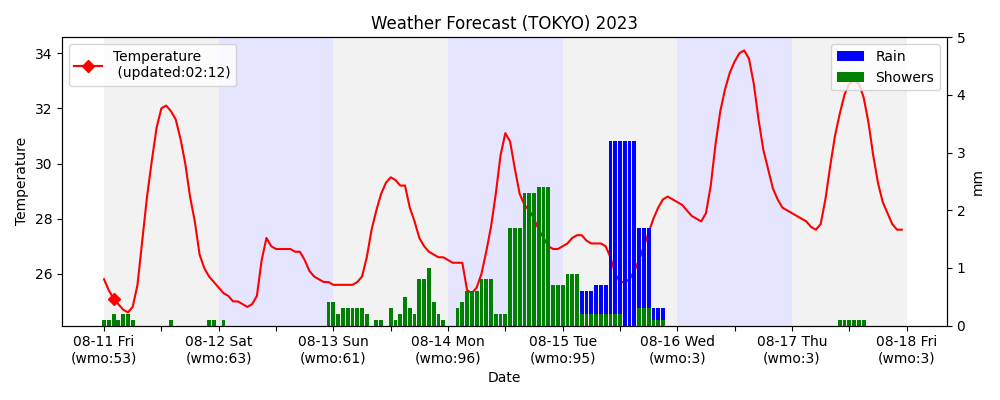 Weather Forecast (TOKYO) 2023
Temperature
(updated:02:12)
Rain
Showers
34
32
30
28
26
Temperature
5
4
3
2
1
0
mm
08-11 Fri
(wmo:53)
08-12 Sat
(wmo:63)
08-13 Sun
(wmo:61)
08-14 Mon
(wmo:96)
08-15 Tue
(wmo:95)
08-16 Wed
(wmo:3)
08-17 Thu
(wmo:3)
08-18 Fri
(wmo:3)
Date